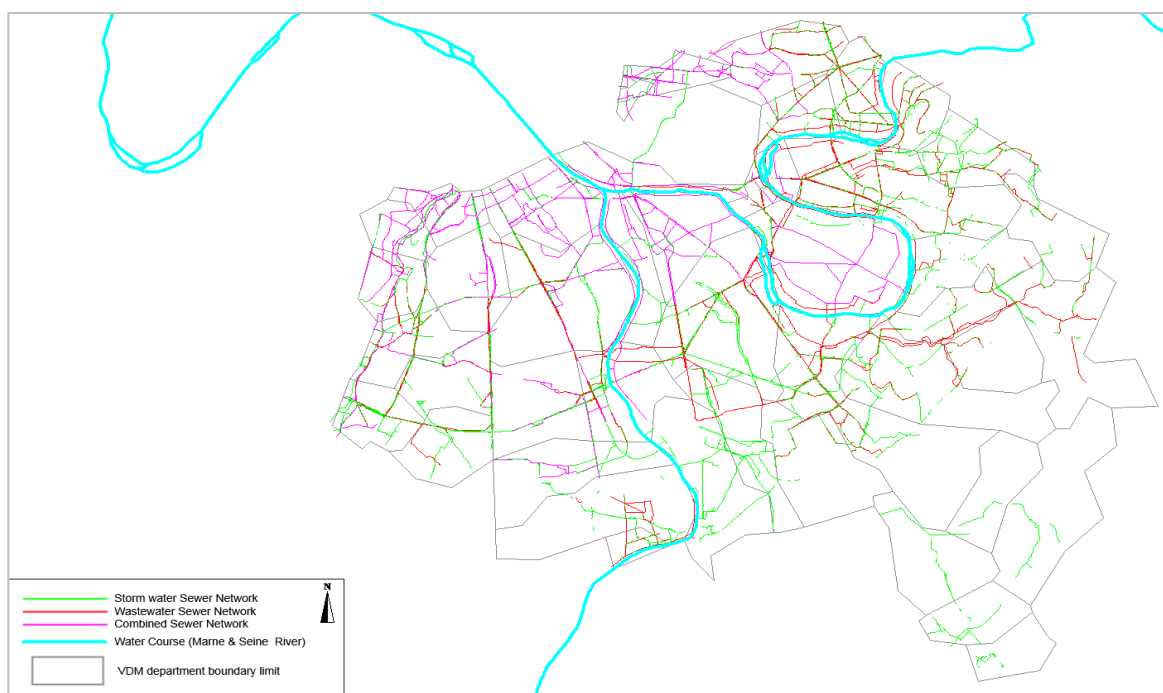 N
Storm water Sewer Network
Wastewater Sewer Network
Combined Sewer Network
Water Course (Marne & Seine River)
VDM department boundary limit